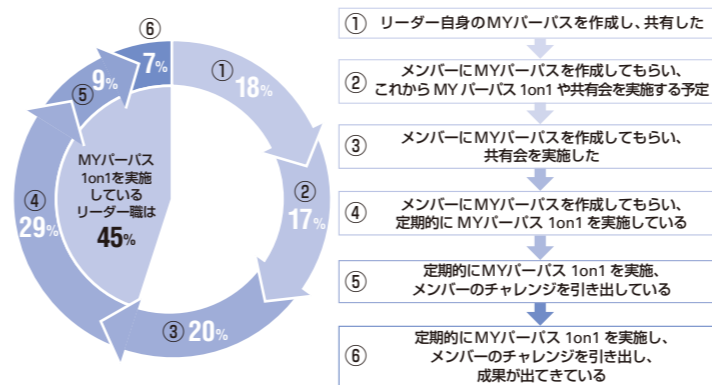 ⑥
7%
①
18%
⑤
9%
MYパーパス
1on1を実施
している
リーダー職は
45%
④
29%
②
17%
③ 20%
① リーダー自身のMYパーパスを作成し、共有した
② メンバーにMYパーパスを作成してもらい、
これから MY パーパス 1on1 や共有会を実施する予定
③ メンバーにMYパーパスを作成してもらい、
共有会を実施した
④ メンバーにMYパーパスを作成してもらい、
定期的に MYパーパス 1on1 を実施している
⑤ 定期的にMYパーパス 1on1 を実施、
メンバーのチャレンジを引き出している
⑥ 定期的にMYパーパス 1on1 を実施し、
メンバーのチャレンジを引き出し、
成果が出てきている